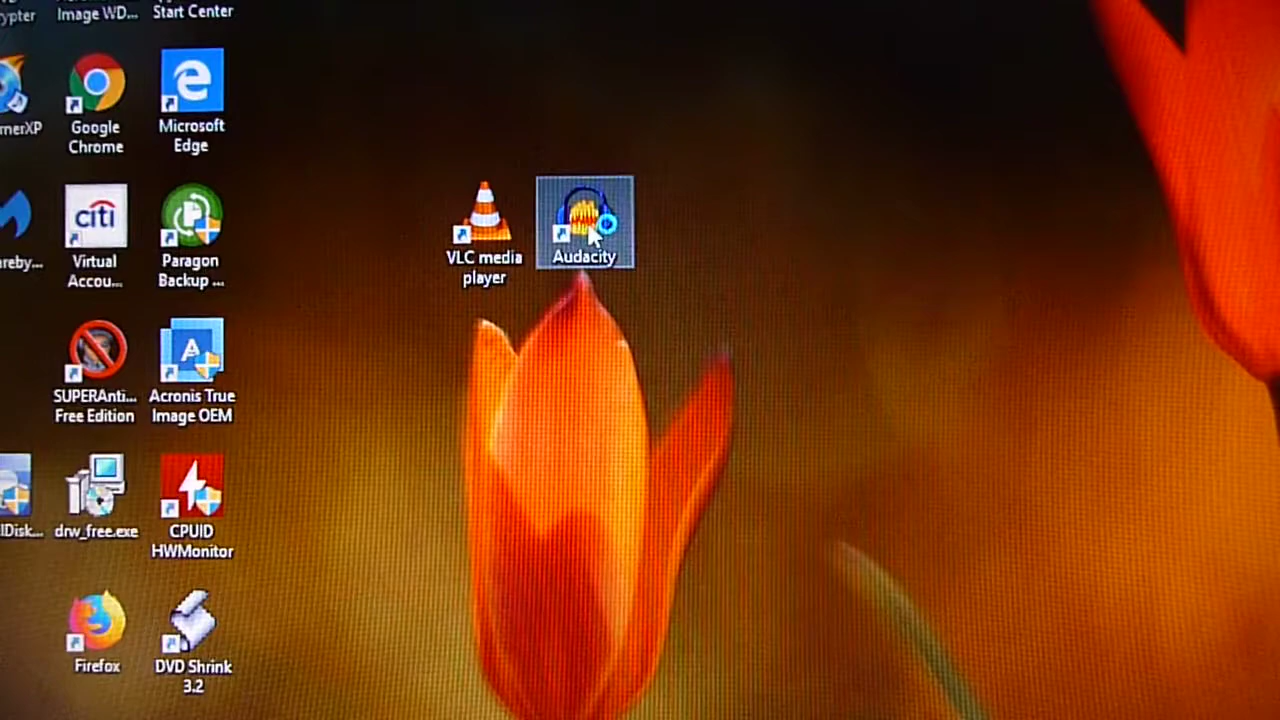 ypter
Image WD...
Start Center
rnerXP
Google
Chrome
Microsoft
Edge
areby...
citi
Virtual
Accou...
Paragon
Backup ...
VLC media
player
Audacity
SUPERAnti...
Free Edition
A
Acronis True
Image OEM
lDisk...
drw_free.exe
CPUID
HWMonitor
Firefox
DVD Shrink
3.2